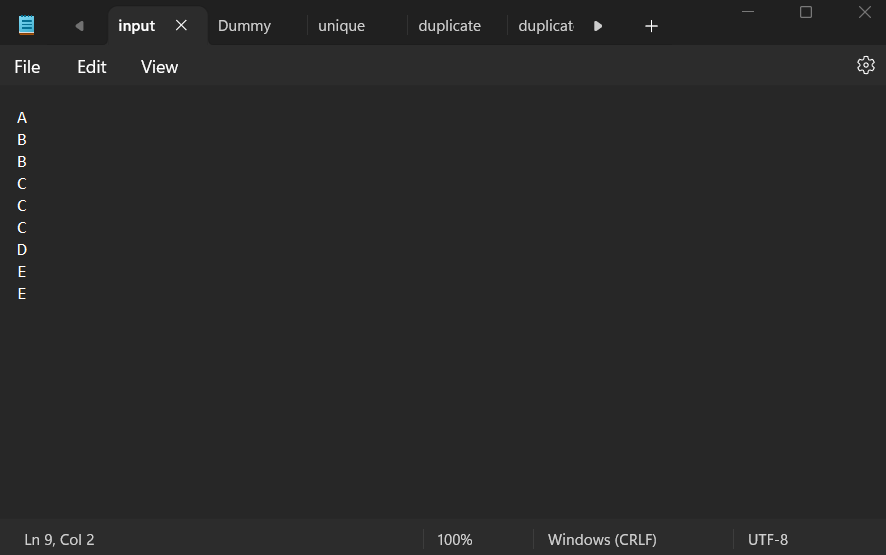 input Dummy unique duplicate duplicat
File Edit View
A
B
B
C
C
C
D
E
E
Ln 9, Col 2 100% Windows (CRLF) UTF-8